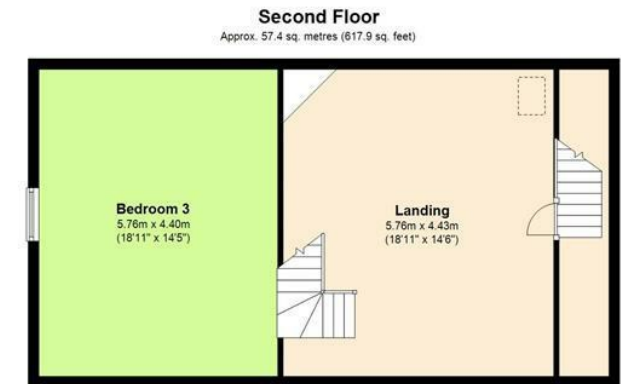 Second Floor
Approx. 57.4 sq. metres (617.9 sq. feet)
Bedroom 3
5.76m x 4.40m
(18'11" x 14'5")
Landing
5.76m x 4.43m
(18'11" x 14'6")